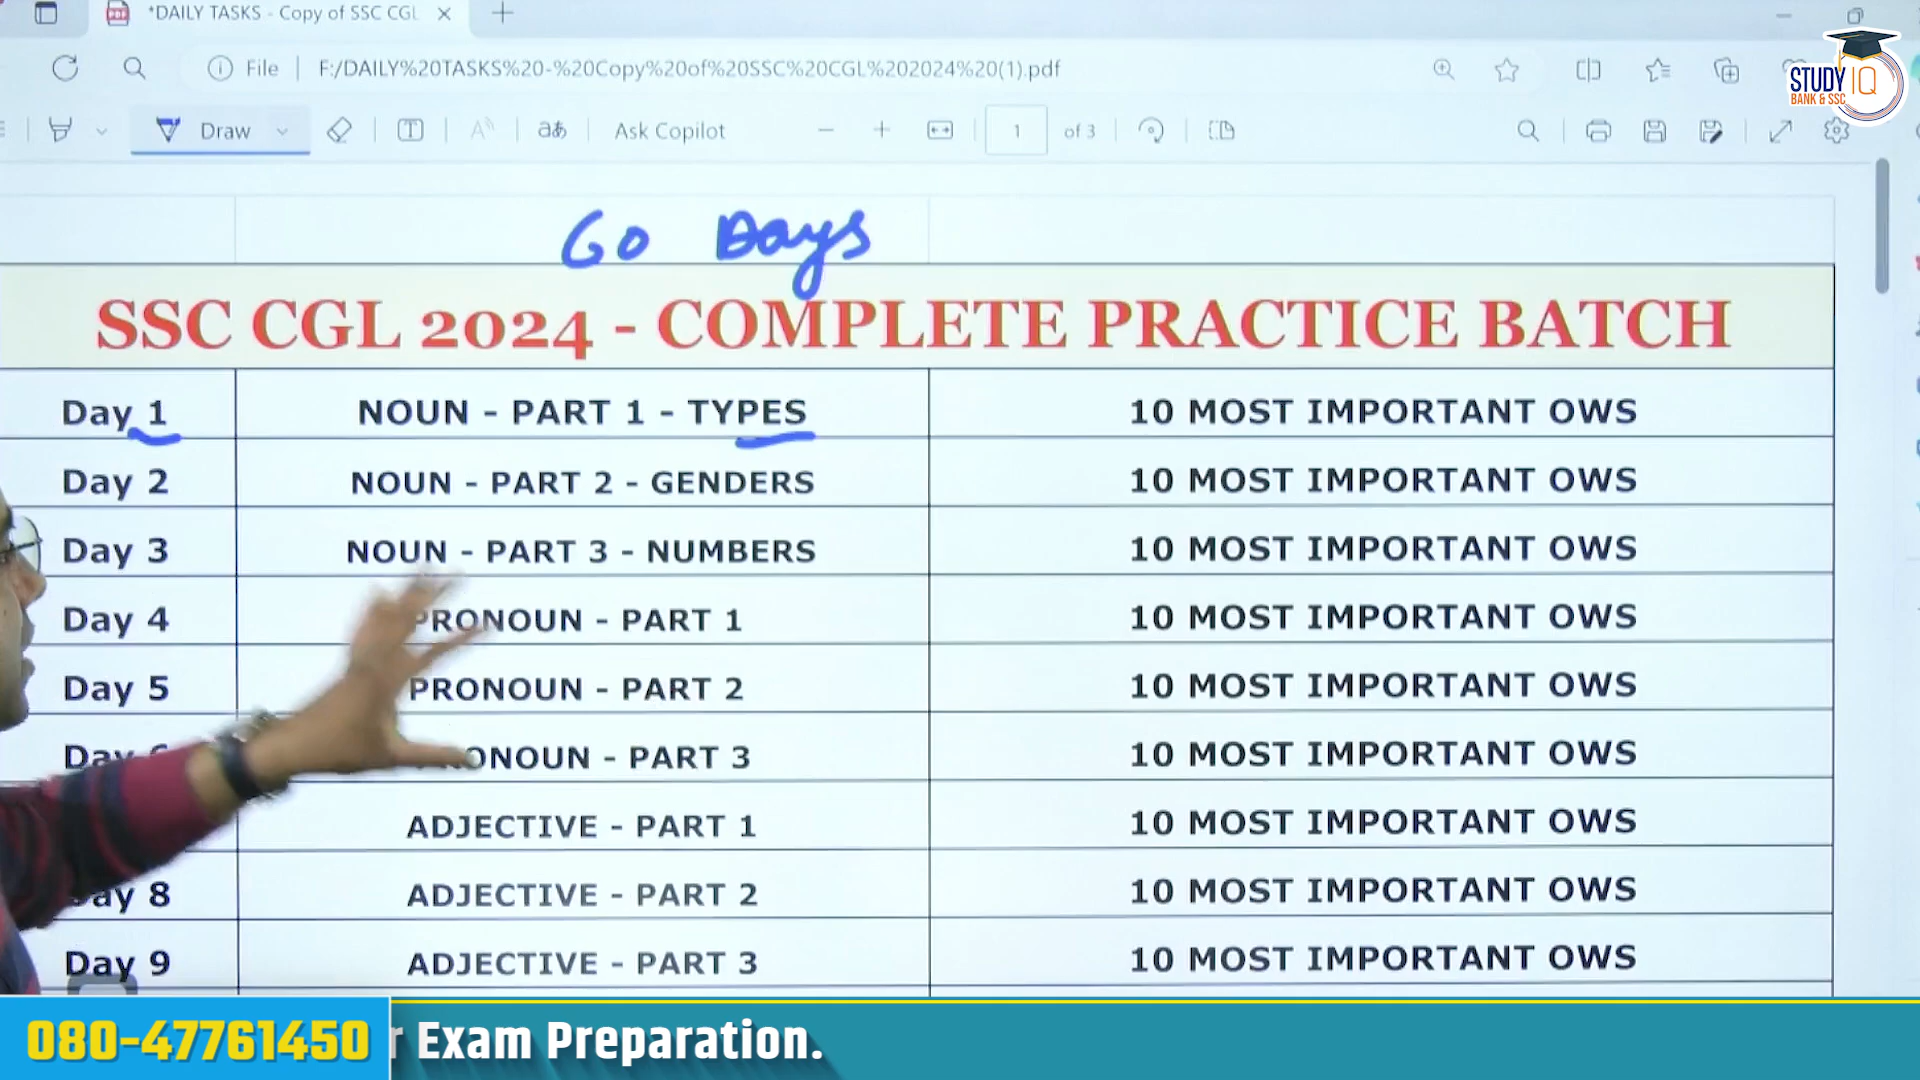 *DAILY TASKS - Copy of SSC CGL
File F:/DAILY%20TASKS%20-%20Copy%20of%20SSC%20CGL%202024%20(1).pdf
STUDY IQ
BANK & SSC
Draw aあ Ask Copilot 1 of 3
60 Days
SSC CGL 2024 - COMPLETE PRACTICE BATCH
Day 1 NOUN - PART 1 - TYPES 10 MOST IMPORTANT OWS
Day 2 NOUN - PART 2 - GENDERS 10 MOST IMPORTANT OWS
Day 3 NOUN - PART 3 - NUMBERS 10 MOST IMPORTANT OWS
Day 4 PRONOUN - PART 1 10 MOST IMPORTANT OWS
Day 5 PRONOUN - PART 2 10 MOST IMPORTANT OWS
Day 6 PRONOUN - PART 3 10 MOST IMPORTANT OWS
ADJECTIVE - PART 1 10 MOST IMPORTANT OWS
Day 8 ADJECTIVE - PART 2 10 MOST IMPORTANT OWS
Day 9 ADJECTIVE - PART 3 10 MOST IMPORTANT OWS
080-47761450 r Exam Preparation.